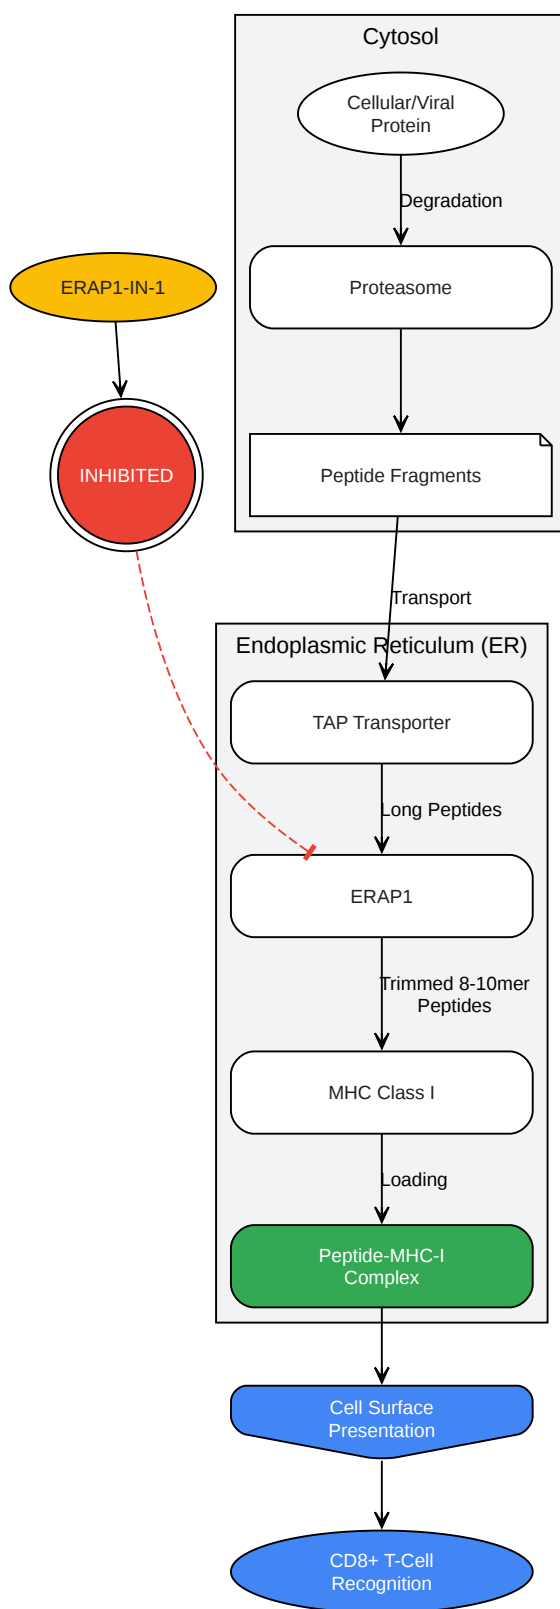 Cytosol
Cellular/Viral
Protein
Degradation
ERAP1-IN-1
Proteasome
INHIBITED
Peptide Fragments
Transport
Endoplasmic Reticulum (ER)
TAP Transporter
Long Peptides
ERAP1
Trimmed 8-10mer
Peptides
MHC Class I
Loading
Peptide-MHC-I
Complex
Cell Surface
Presentation
CD8+ T-Cell
Recognition